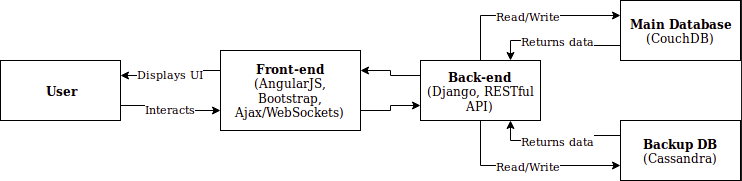 Read/Write
Main Database
(CouchDB)
Returns data
Displays UI
Front-end
(AngularJS,
Bootstrap,
Ajax/WebSockets)
Back-end
(Django, RESTful
API)
User
Interacts
Returns data
Backup DB
(Cassandra)
Read/Write